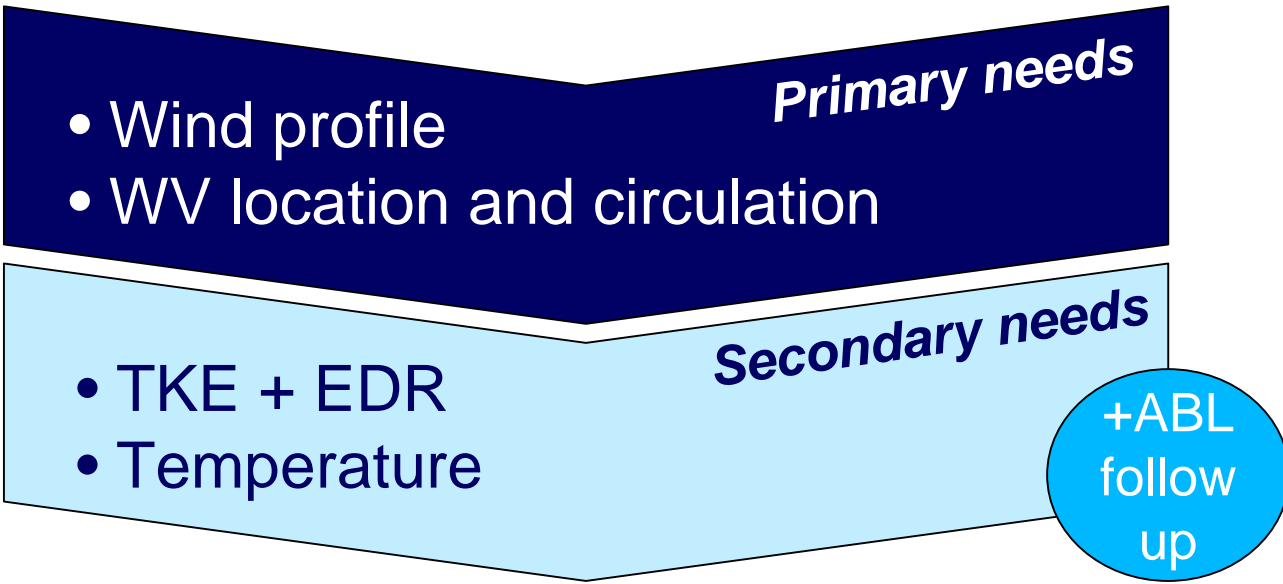 Primary needs
• Wind profile
• WV location and circulation
Secondary needs
• TKE + EDR
• Temperature
+ABL
follow
up